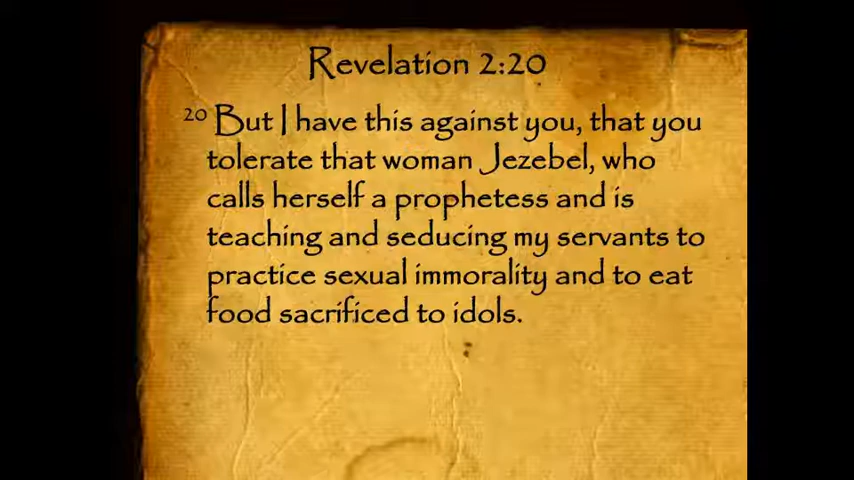 Revelation 2:20
20 But I have this against you, that you
tolerate that woman Jezebel, who
calls herself a prophetess and is
teaching and seducing my servants to
practice sexual immorality and to eat
food sacrificed to idols.